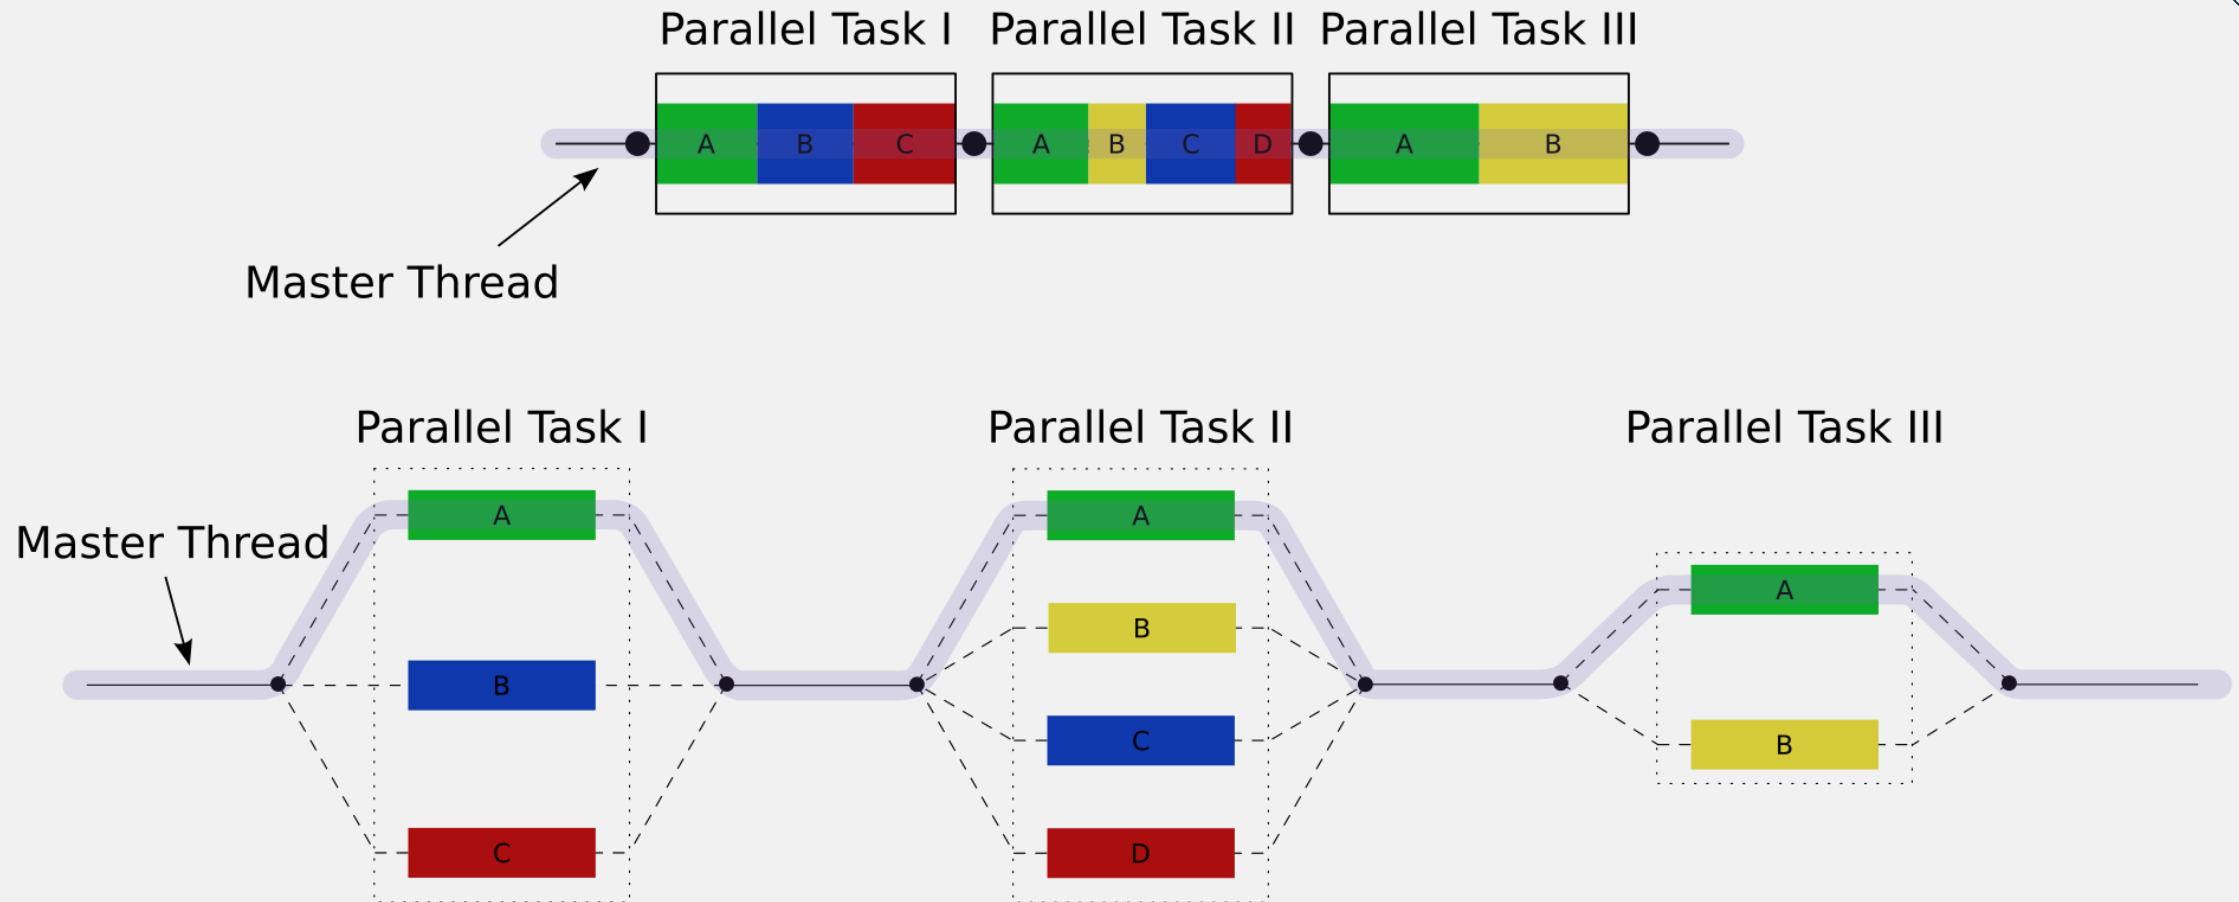 Parallel Task I
Parallel Task II
Parallel Task III
A B C
A B C D
A B
Master Thread
Parallel Task I
Parallel Task II
Parallel Task III
Master Thread
A
B
C
A
B
C
D
A
B